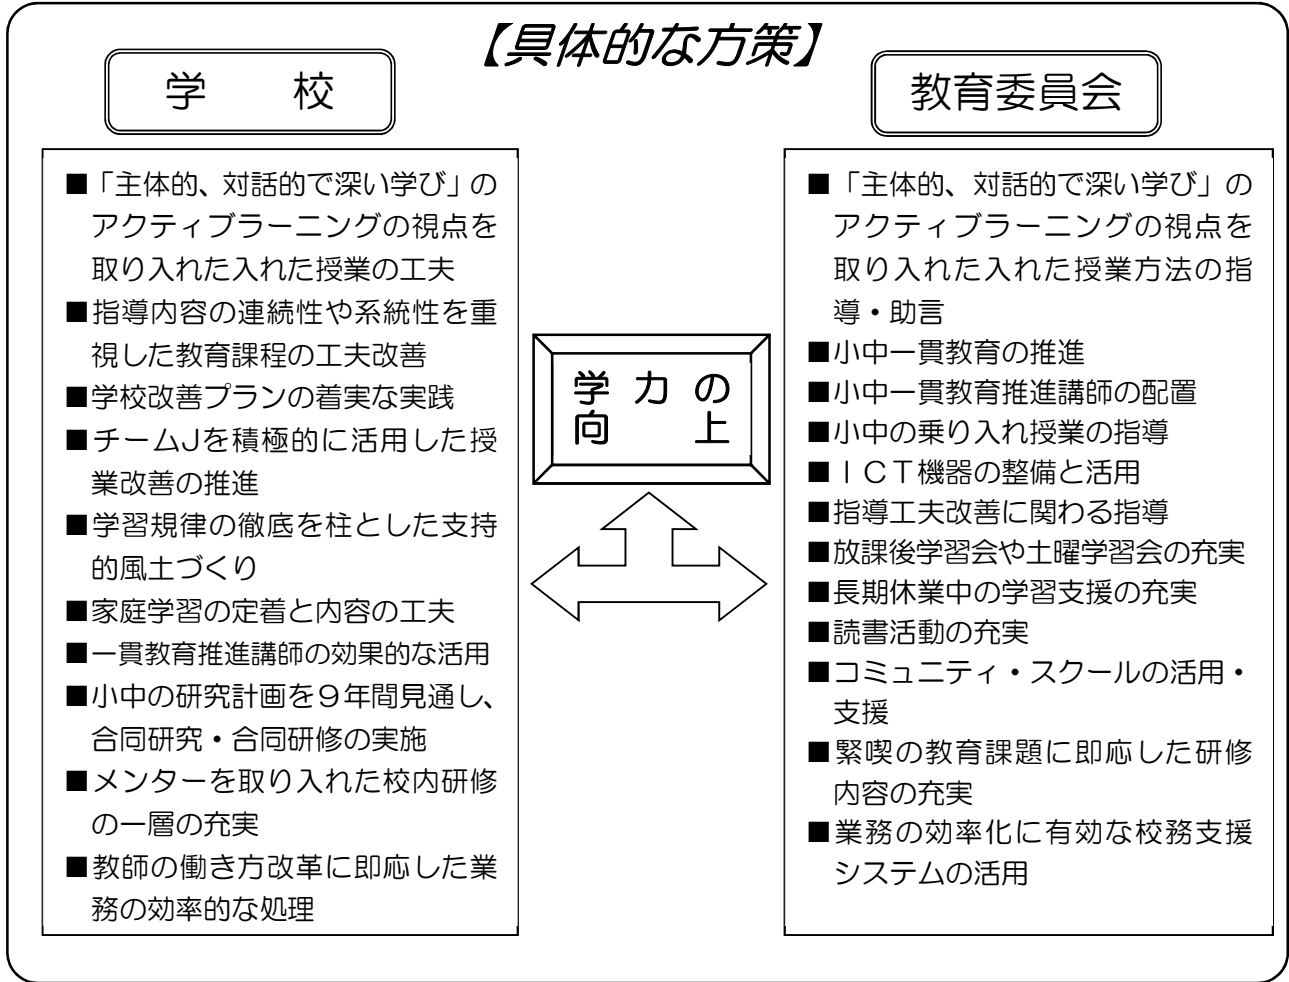 【具体的な方策】
学　　校
■「主体的、対話的で深い学び」の
アクティブラーニングの視点を
取り入れた入れた授業の工夫
■指導内容の連続性や系統性を重
視した教育課程の工夫改善
■学校改善プランの着実な実践
■チームJを積極的に活用した授
業改善の推進
■学習規律の徹底を柱とした支持
的風土づくり
■家庭学習の定着と内容の工夫
■一貫教育推進講師の効果的な活用
■小中の研究計画を９年間見通し、
合同研究・合同研修の実施
■メンターを取り入れた校内研修
の一層の充実
■教師の働き方改革に即応した業
務の効率的な処理
学 力 の
向　　上
教育委員会
■「主体的、対話的で深い学び」の
アクティブラーニングの視点を
取り入れた入れた授業方法の指
導・助言
■小中一貫教育の推進
■小中一貫教育推進講師の配置
■小中の乗り入れ授業の指導
■ＩＣＴ機器の整備と活用
■指導工夫改善に関わる指導
■放課後学習会や土曜学習会の充実
■長期休業中の学習支援の充実
■読書活動の充実
■コミュニティ・スクールの活用・
支援
■緊喫の教育課題に即応した研修
内容の充実
■業務の効率化に有効な校務支援
システムの活用